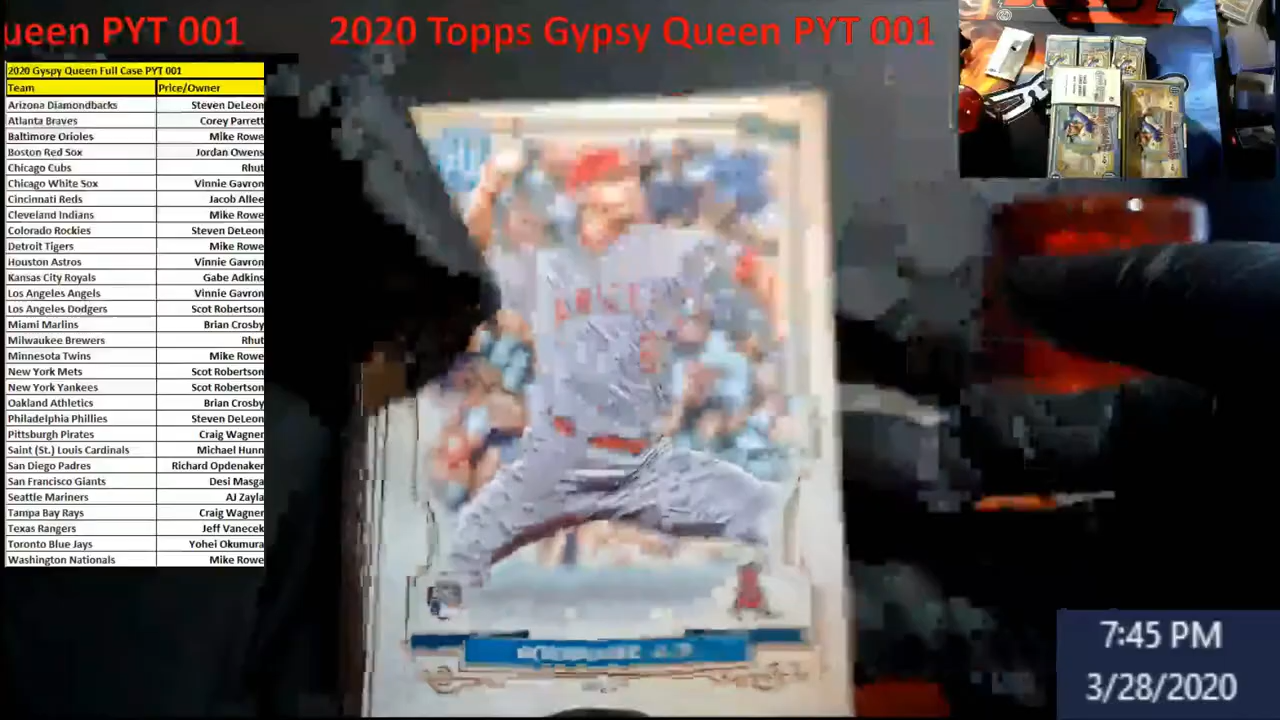 ueen PYT 001 2020 Topps Gypsy Queen PYT 001
2020 Gyspy Queen Full Case PYT 001
Team Price/Owner
Arizona Diamondbacks Steven DeLeon
Atlanta Braves Corey Parrett
Baltimore Orioles Mike Rowe
Boston Red Sox Jordan Owens
Chicago Cubs Rhut
Chicago White Sox Vinnie Gavron
Cincinnati Reds Jacob Allee
Cleveland Indians Mike Rowe
Colorado Rockies Steven DeLeon
Detroit Tigers Mike Rowe
Houston Astros Vinnie Gavron
Kansas City Royals Gabe Adkins
Los Angeles Angels Vinnie Gavron
Los Angeles Dodgers Scot Robertson
Miami Marlins Brian Crosby
Milwaukee Brewers Rhut
Minnesota Twins Mike Rowe
New York Mets Scot Robertson
New York Yankees Scot Robertson
Oakland Athletics Brian Crosby
Philadelphia Phillies Steven DeLeon
Pittsburgh Pirates Craig Wagner
Saint (St.) Louis Cardinals Michael Hunn
San Diego Padres Richard Opdenaker
San Francisco Giants Desi Masga
Seattle Mariners AJ Zayla
Tampa Bay Rays Craig Wagner
Texas Rangers Jeff Vanecek
Toronto Blue Jays Yohei Okumura
Washington Nationals Mike Rowe
7:45 PM
3/28/2020